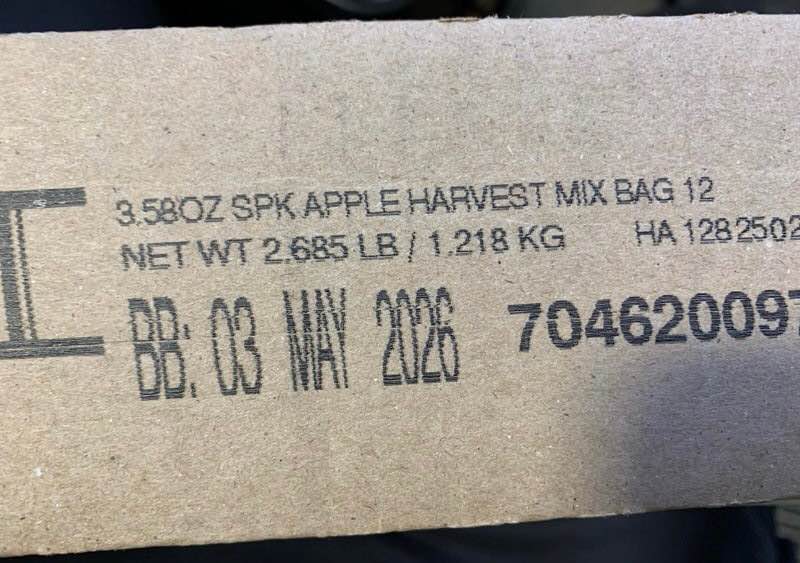 3.58OZ SPK APPLE HARVEST MIX BAG 12
NET WT 2.685 LB / 1.218 KG HA 128 2502
BB: 03 MAY 2026 704620097